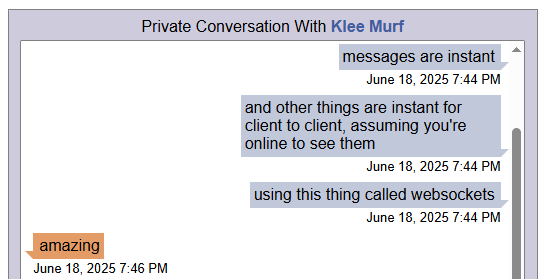 Private Conversation With Klee Murf
messages are instant
June 18, 2025 7:44 PM
and other things are instant for
client to client, assuming you're
online to see them
June 18, 2025 7:44 PM
using this thing called websockets
June 18, 2025 7:44 PM
amazing
June 18, 2025 7:46 PM